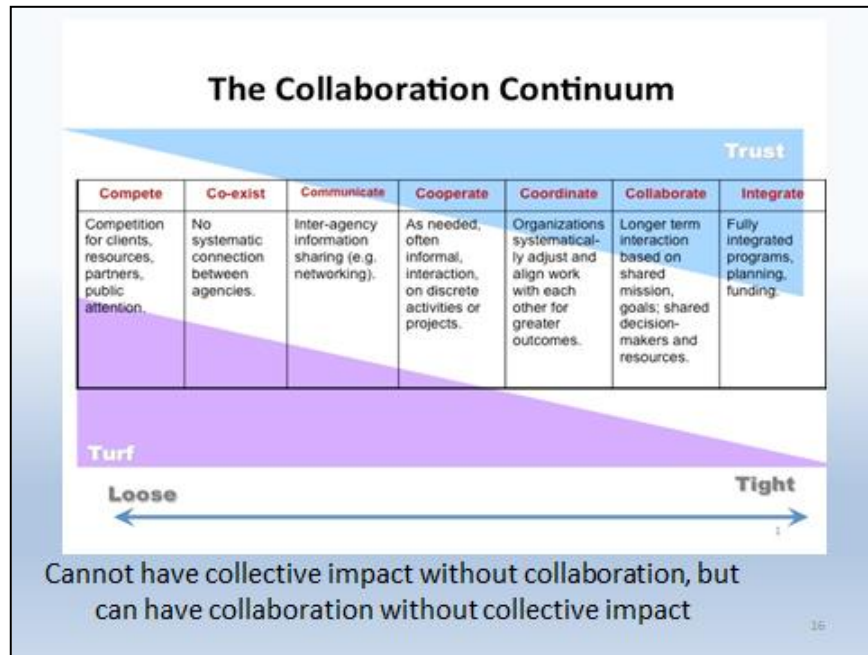 The Collaboration Continuum
Trust
Compete Co-exist Communicate Cooperate Coordinate Collaborate Integrate
Competition
for clients,
resources,
partners,
public
attention.
No
systematic
connection
between
agencies.
Inter-agency
information
sharing (e.g.
networking).
As needed,
often
informal,
interaction,
on discrete
activities or
projects.
Organizations
systematical-
ly adjust and
align work
with each
other for
greater
outcomes.
Longer term
interaction
based on
shared
mission,
goals; shared
decision-
makers and
resources.
Fully
integrated
programs,
planning,
funding.
Turf
Loose
Tight
1
Cannot have collective impact without collaboration, but
can have collaboration without collective impact
16